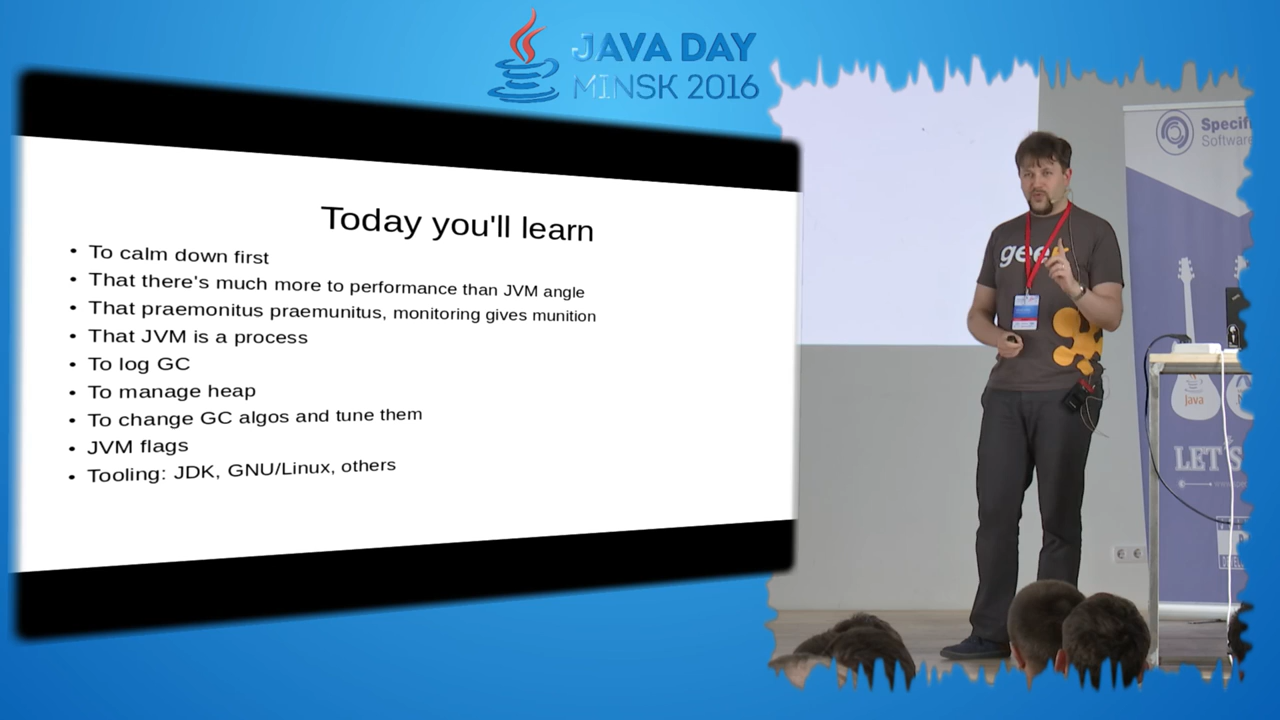 JAVA DAY
MINSK 2016
Today you'll learn
• To calm down first
• That there's much more to performance than JVM angle
• That praemonitus praemunitus, monitoring gives munition
• That JVM is a process
• To log GC
• To manage heap
• To change GC algos and tune them
• JVM flags
• Tooling: JDK, GNU/Linux, others
Software
Java
LET'S